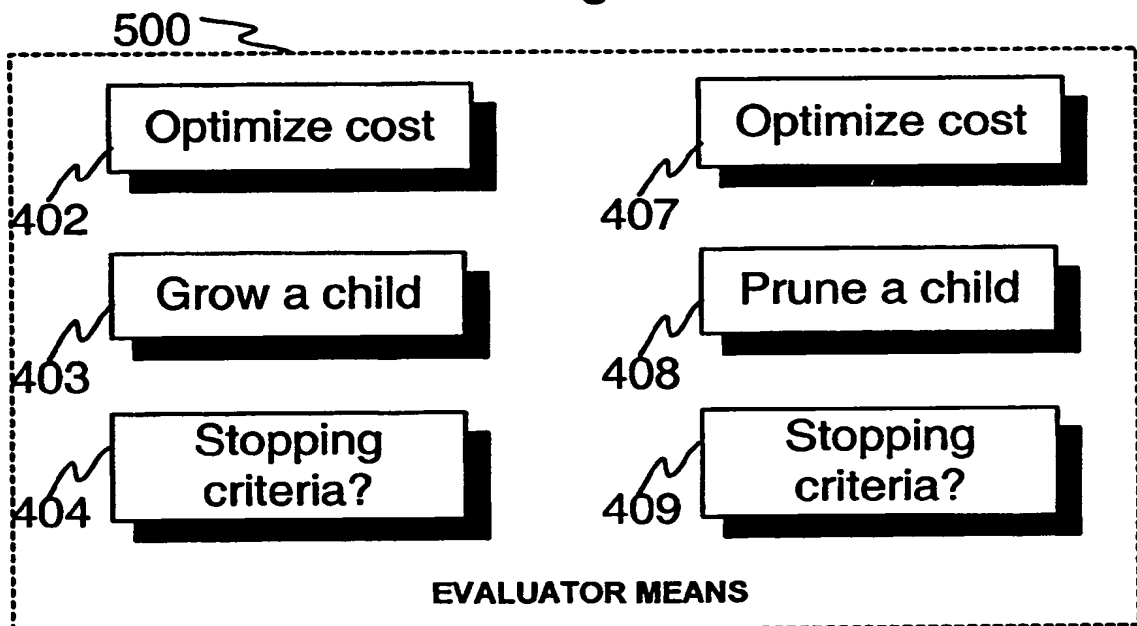 500
Optimize cost
Optimize cost
402
407
Grow a child
Prune a child
403
408
Stopping
criteria?
Stopping
criteria?
404
409
EVALUATOR MEANS